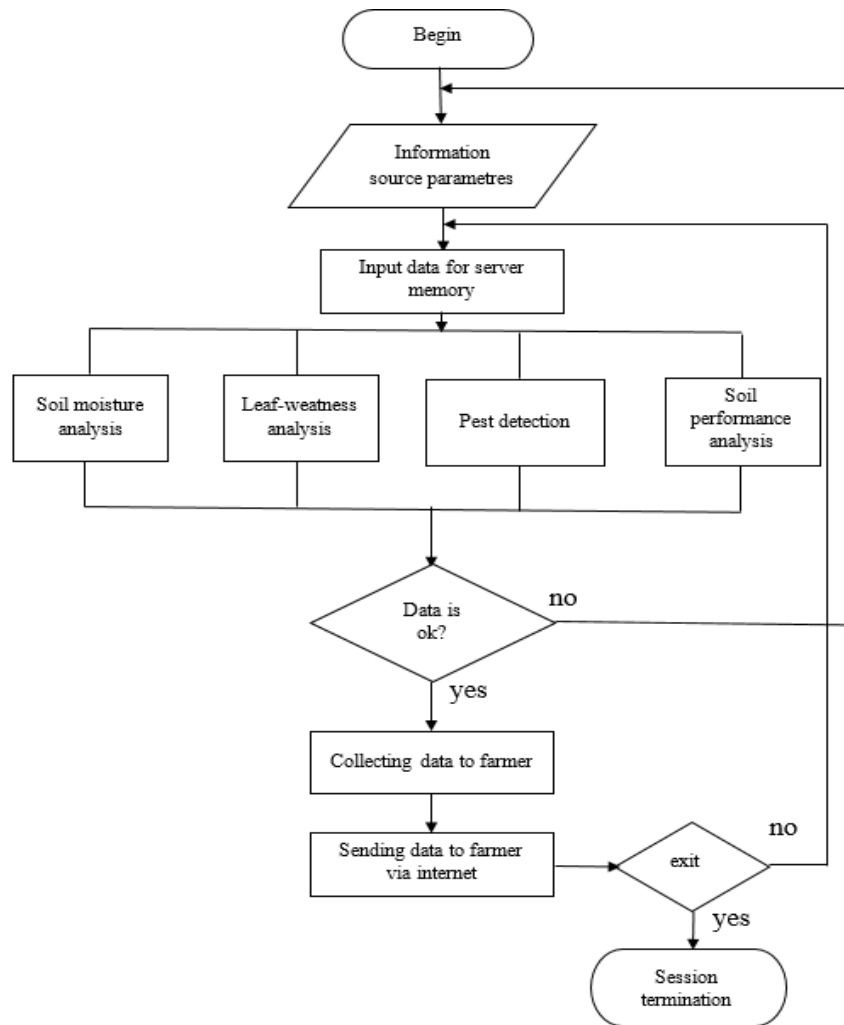 Begin
Information
source parametres
Input data for server
memory
Soil moisture
analysis
Leaf-weatness
analysis
Pest detection
Soil
performance
analysis
Data is
ok?
no
yes
Collecting data to farmer
Sending data to farmer
via internet
exit
no
yes
Session
termination